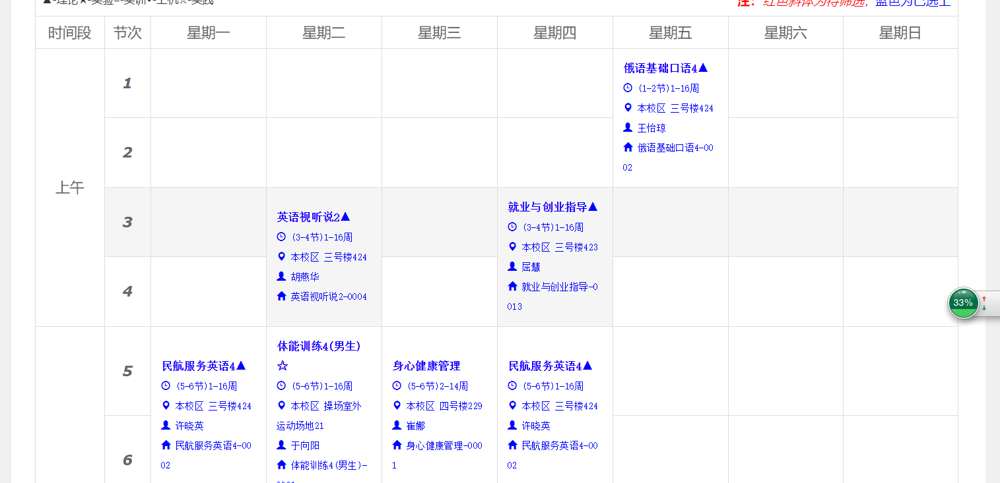 ▲-理论★-实验
注：红色斜体为待筛选，蓝色为已选上
时间段 节次 星期一 星期二 星期三 星期四 星期五 星期六 星期日
上午
1
俄语基础口语4▲
(1-2节)1-16周
本校区 三号楼424
王怡琼
俄语基础口语4-00
02
2
3
英语视听说2▲
(3-4节)1-16周
本校区 三号楼424
胡燕华
英语视听说2-0004
就业与创业指导▲
(3-4节)1-16周
本校区 三号楼423
屈慧
就业与创业指导-0
013
4
33%
5
民航服务英语4▲
(5-6节)1-16周
本校区 三号楼424
许晓英
民航服务英语4-00
02
体能训练4(男生)
☆
(5-6节)1-16周
本校区 操场室外
运动场地21
于向阳
体能训练4(男生)-
身心健康管理
(5-6节)2-14周
本校区 四号楼229
崔娜
身心健康管理-000
1
民航服务英语4▲
(5-6节)1-16周
本校区 三号楼424
许晓英
民航服务英语4-00
02
6